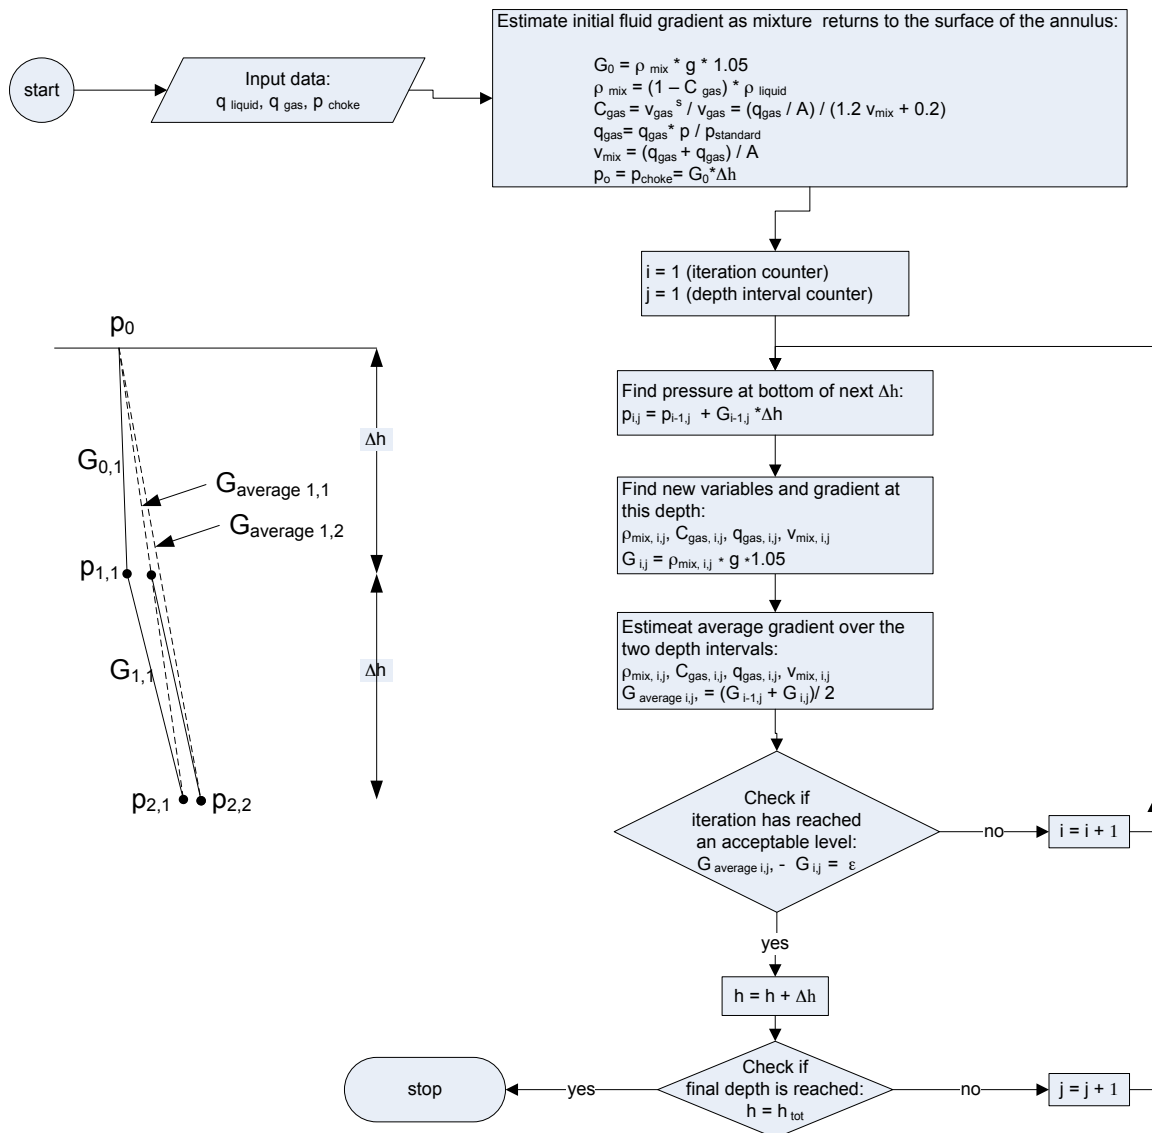 Estimate initial fluid gradient as mixture returns to the surface of the annulus:
G0 = ρ mix * g * 1.05
ρ mix = (1 – C gas) * ρ liquid
Cgas = vgas s / vgas = (qgas / A) / (1.2 vmix + 0.2)
qgas= qgas* p / pstandard
vmix = (qgas + qgas) / A
po = pchoke= G0*Δh
start
Input data:
q liquid, q gas, p choke
i = 1 (iteration counter)
j = 1 (depth interval counter)
Find pressure at bottom of next Δh:
pi,j = pi-1,j + Gi-1,j *Δh
Find new variables and gradient at
this depth:
ρmix, i,j, Cgas, i,j, qgas, i,j, vmix, i,j
G i,j = ρmix, i,j * g *1.05
Estimeat average gradient over the
two depth intervals:
ρmix, i,j, Cgas, i,j, qgas, i,j, vmix, i,j
G average i,j, = (G i-1,j + G i,j)/ 2
Check if
iteration has reached
an acceptable level:
G average i,j, - G i,j = ε
no
i = i + 1
yes
h = h + Δh
Check if
final depth is reached:
h = h tot
no
j = j + 1
yes
stop
p0
Δh
G0,1
Gaverage 1,1
Gaverage 1,2
p1,1
G1,1
Δh
p2,1
p2,2